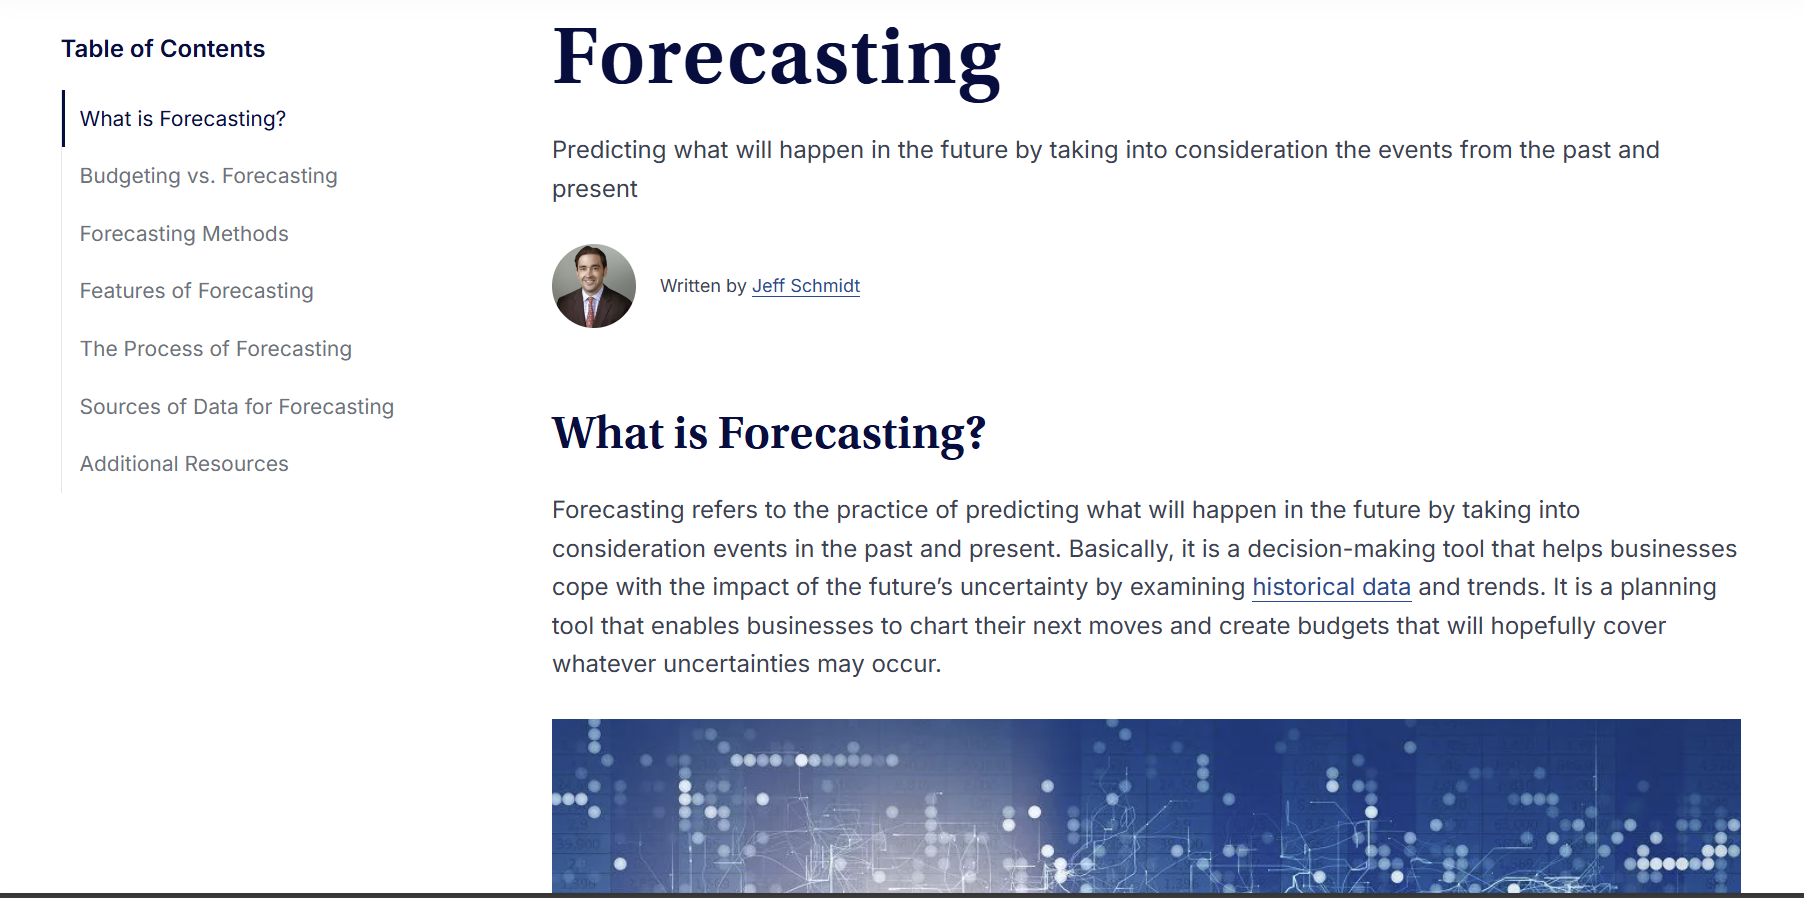 Table of Contents
What is Forecasting?
Budgeting vs. Forecasting
Forecasting Methods
Features of Forecasting
The Process of Forecasting
Sources of Data for Forecasting
Additional Resources
Forecasting
Predicting what will happen in the future by taking into consideration the events from the past and
present
Written by Jeff Schmidt
What is Forecasting?
Forecasting refers to the practice of predicting what will happen in the future by taking into
consideration events in the past and present. Basically, it is a decision-making tool that helps businesses
cope with the impact of the future’s uncertainty by examining historical data and trends. It is a planning
tool that enables businesses to chart their next moves and create budgets that will hopefully cover
whatever uncertainties may occur.